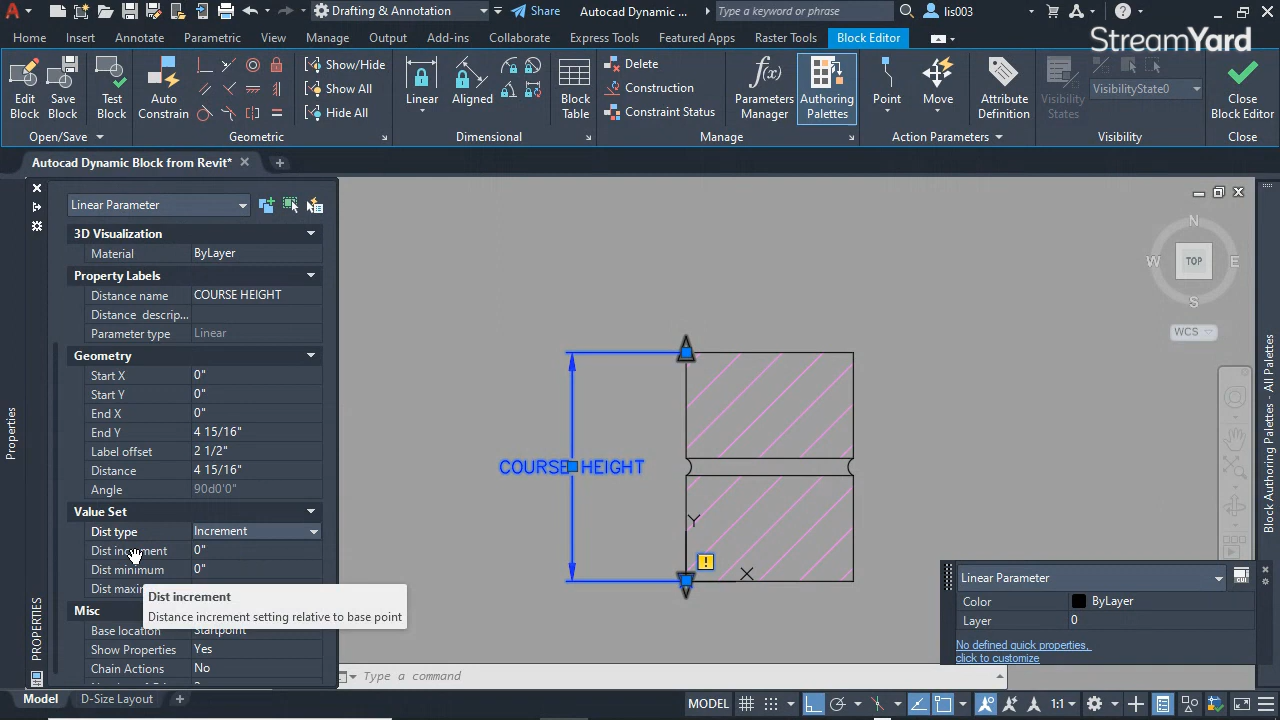 Drafting & Annotation
Share
Autocad Dynamic ...
Type a keyword or phrase
lis003
StreamYard
Home
Insert
Annotate
Parametric
View
Manage
Output
Add-ins
Collaborate
Express Tools
Featured Apps
Raster Tools
Block Editor
Edit
Block
Save
Block
Test
Block
Open/Save
Auto
Constrain
Show/Hide
Show All
Hide All
Geometric
Linear
Aligned
Dimensional
Block
Table
Delete
Construction
Constraint Status
f(x)
Parameters
Manager
Authoring
Palettes
Manage
Point
Move
Attribute
Definition
Action Parameters
Visibility
States
VisibilityState0
Visibility
Close
Block Editor
Close
Autocad Dynamic Block from Revit*
Linear Parameter
3D Visualization
Material ByLayer
Property Labels
Distance name COURSE HEIGHT
Distance descrip...
Parameter type Linear
Geometry
Start X 0"
Start Y 0"
End X 0"
End Y 4 15/16"
Label offset 2 1/2"
Distance 4 15/16"
Angle 90d0'0"
Value Set
Dist type Increment
Dist increment 0"
Dist minimum 0"
Dist maxi
Dist increment
Distance increment setting relative to base point
Misc
Base location Startpoint
Show Properties Yes
Chain Actions No
Properties
PROPERTIES
COURSE HEIGHT
Y
X
!
N
W
TOP
E
S
WCS
Block Authoring Palettes - All Palettes
Linear Parameter
Color ByLayer
Layer 0
No defined quick properties,
click to customize
Type a command
Model
D-Size Layout
MODEL
1:1